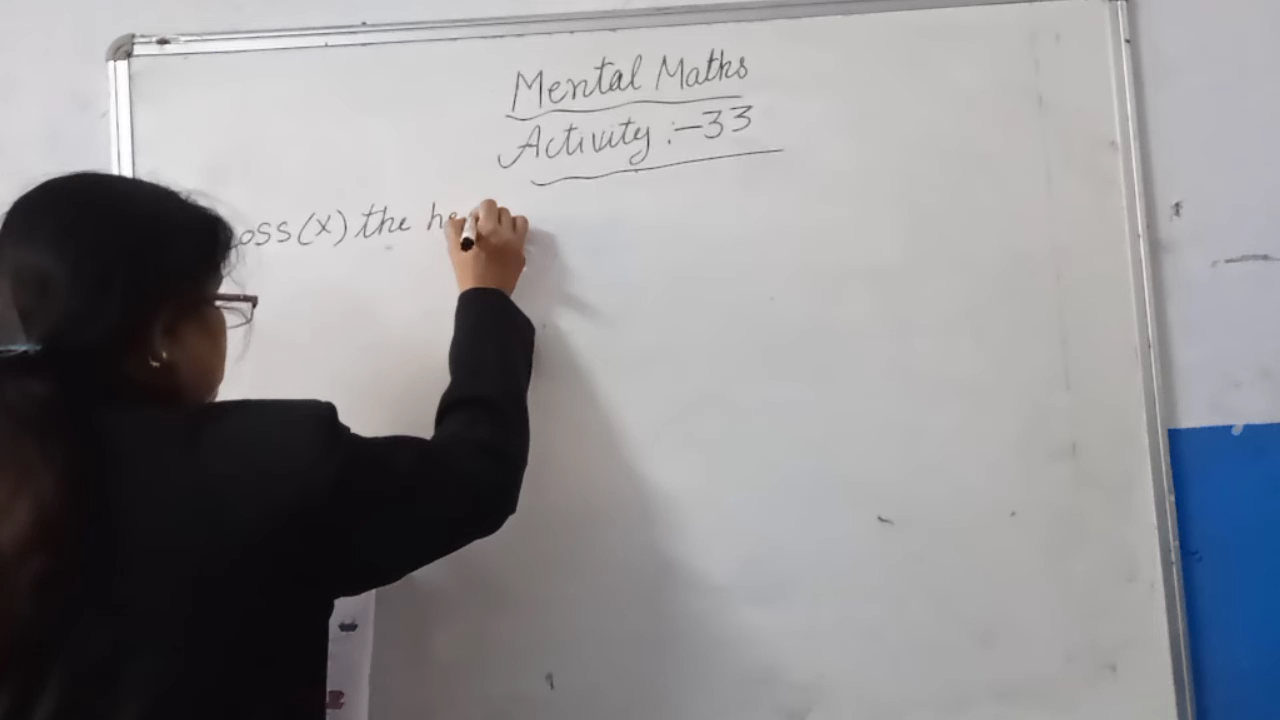 Mental Maths
Activity :- 33
oss (x) the he